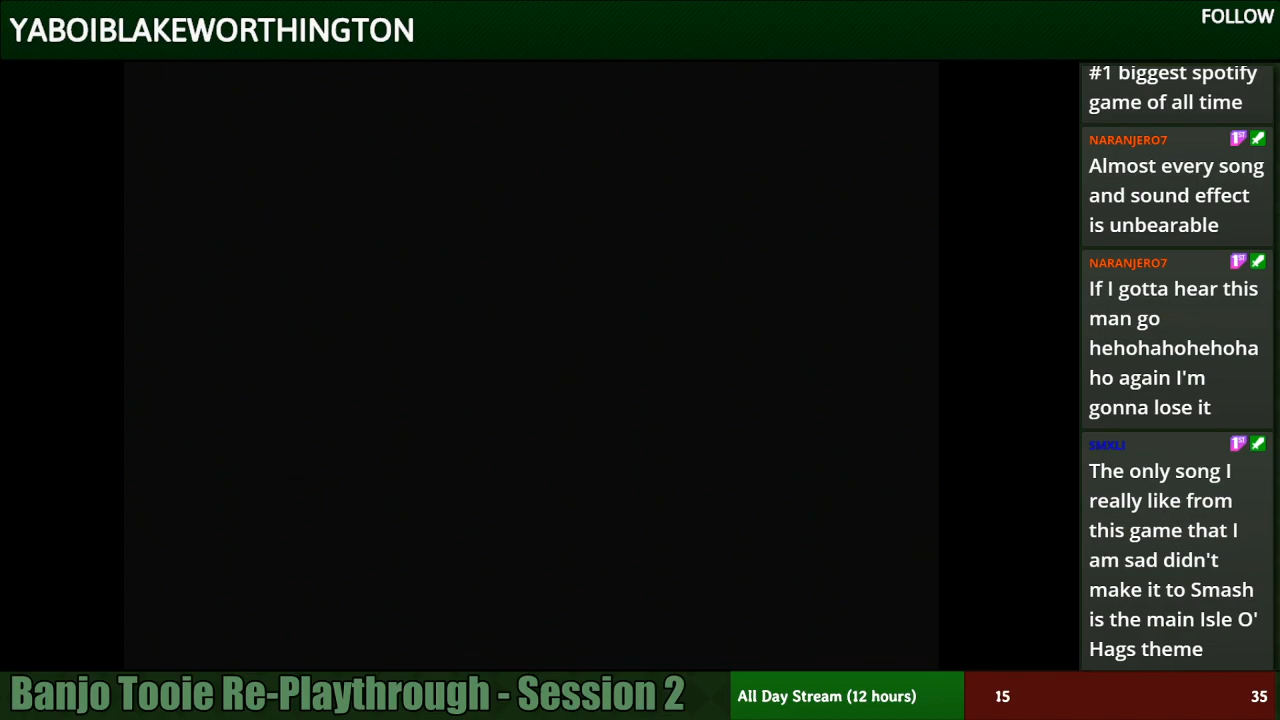 YABOIBLAKEWORTHINGTON
FOLLOW
#1 biggest spotify
game of all time
NARANJERO7
Almost every song
and sound effect
is unbearable
NARANJERO7
If I gotta hear this
man go
hehohahohehoha
ho again I'm
gonna lose it
SMXLI
The only song I
really like from
this game that I
am sad didn't
make it to Smash
is the main Isle O'
Hags theme
Banjo Tooie Re-Playthrough - Session 2
All Day Stream (12 hours)
15
35